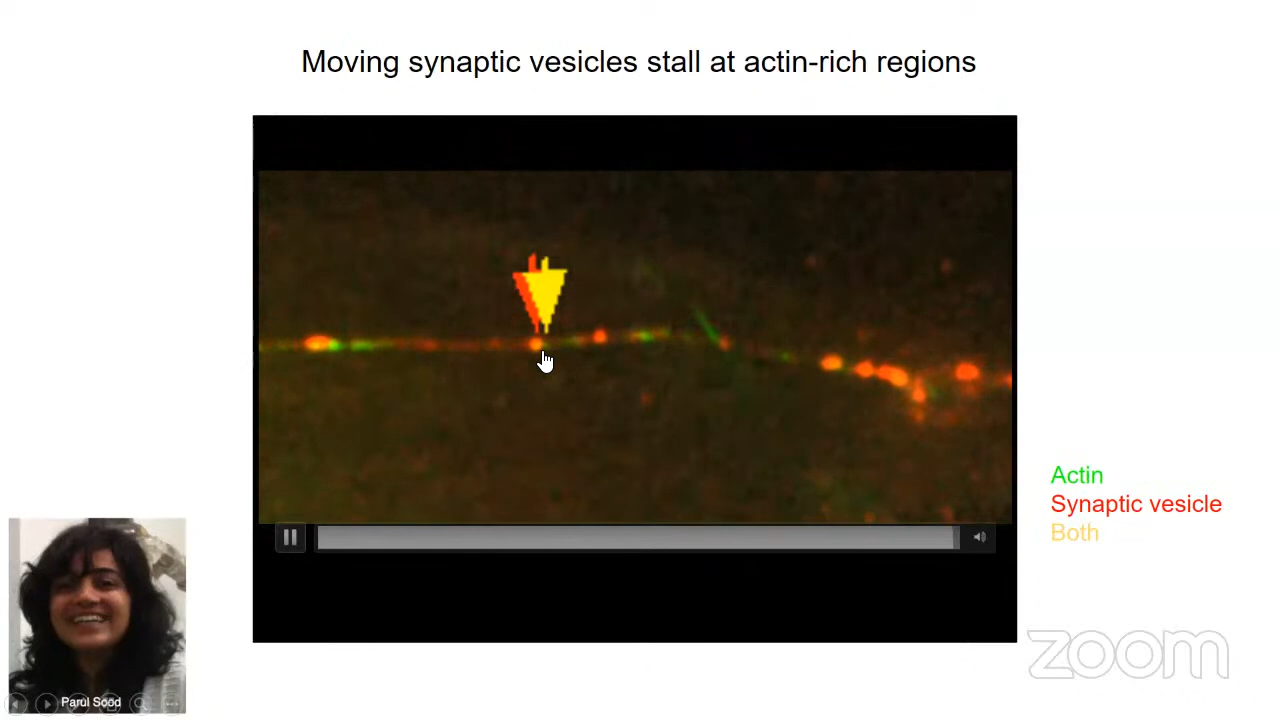 Moving synaptic vesicles stall at actin-rich regions
Actin
Synaptic vesicle
Both
Parul Sood
zoom